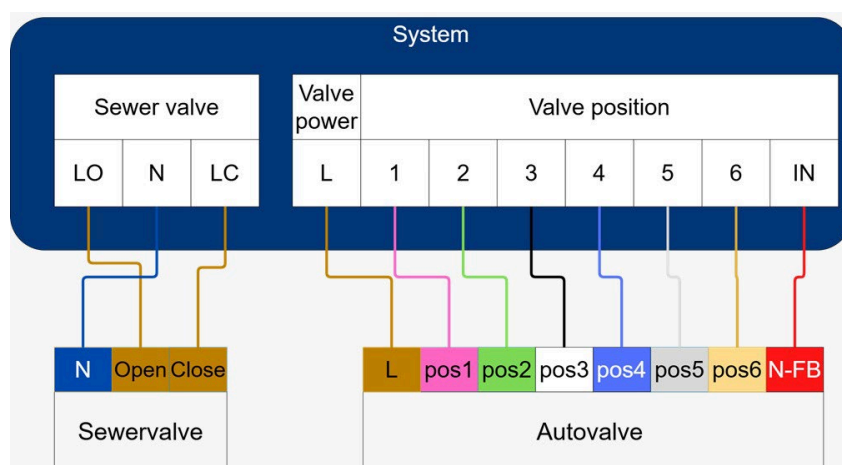 System
Sewer valve
Valve power
Valve position
LO N LC
L 1 2 3 4 5 6 IN
N Open Close
L pos1 pos2 pos3 pos4 pos5 pos6 N-FB
Sewervalve
Autovalve